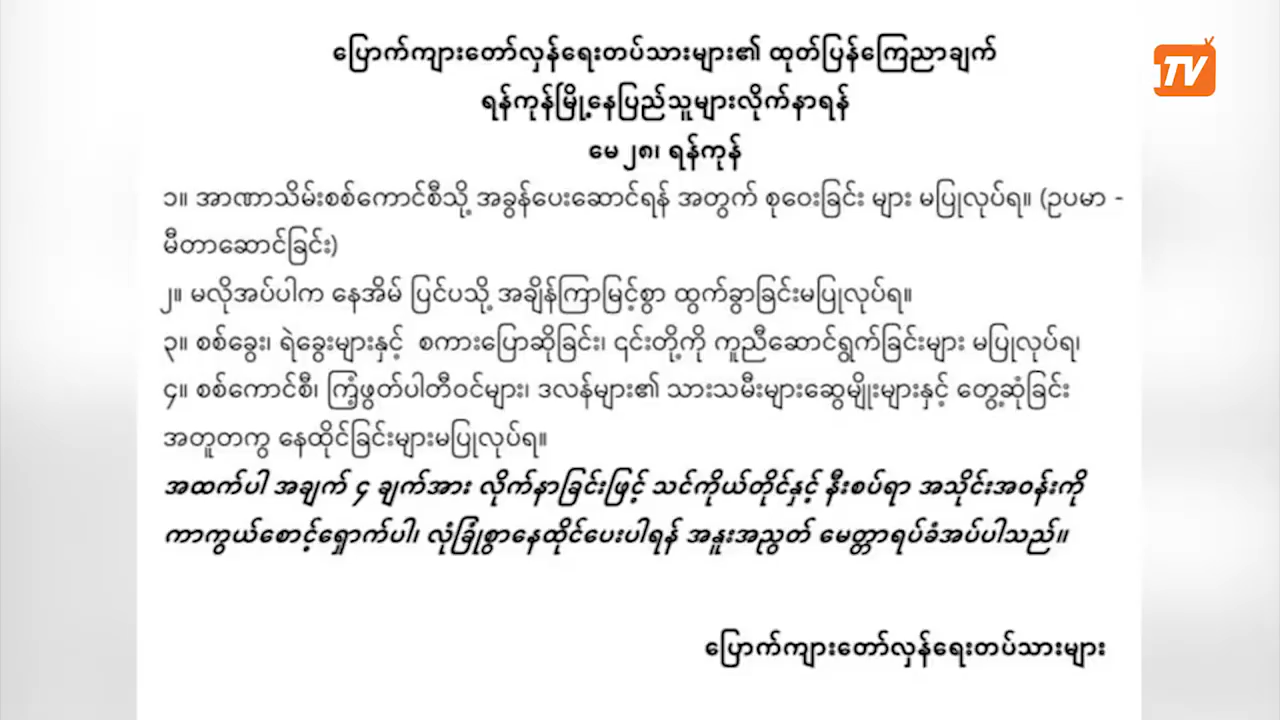 ပြောက်ကျားတော်လှန်ရေးတပ်သားများ၏ ထုတ်ပြန်ကြေညာချက်
TV
ရန်ကုန်မြို့နေပြည်သူများလိုက်နာရန်
မေ၂၈၊ ရန်ကုန်
၁။ အာဏာသိမ်းစစ်ကောင်စီသို့ အခွန်ပေးဆောင်ရန် အတွက် စုဝေးခြင်း များ မပြုလုပ်ရ။ (ဥပမာ -
မီတာဆောင်ခြင်း)
၂။ မလိုအပ်ပါက နေအိမ် ပြင်ပသို့ အချိန်ကြာမြင့်စွာ ထွက်ခွာခြင်းမပြုလုပ်ရ။
၃။ စစ်ခွေး၊ ရဲခွေးများနှင့် စကားပြောဆိုခြင်း၊ ၎င်းတို့ကို ကူညီဆောင်ရွက်ခြင်းများ မပြုလုပ်ရ၊
၄။ စစ်ကောင်စီ၊ ကြံ့ဖွတ်ပါတီဝင်များ၊ ဒလန်များ၏ သားသမီးများဆွေမျိုးများနှင့် တွေ့ဆုံခြင်း
အတူတကွ နေထိုင်ခြင်းများမပြုလုပ်ရ။
အထက်ပါ အချက် ၄ ချက်အား လိုက်နာခြင်းဖြင့် သင်ကိုယ်တိုင်နှင့် နီးစပ်ရာ အသိုင်းအဝန်းကို
ကာကွယ်စောင့်ရှောက်ပါ၊ လုံခြုံစွာနေထိုင်ပေးပါရန် အနူးအညွတ် မေတ္တာရပ်ခံအပ်ပါသည်။
ပြောက်ကျားတော်လှန်ရေးတပ်သားများ